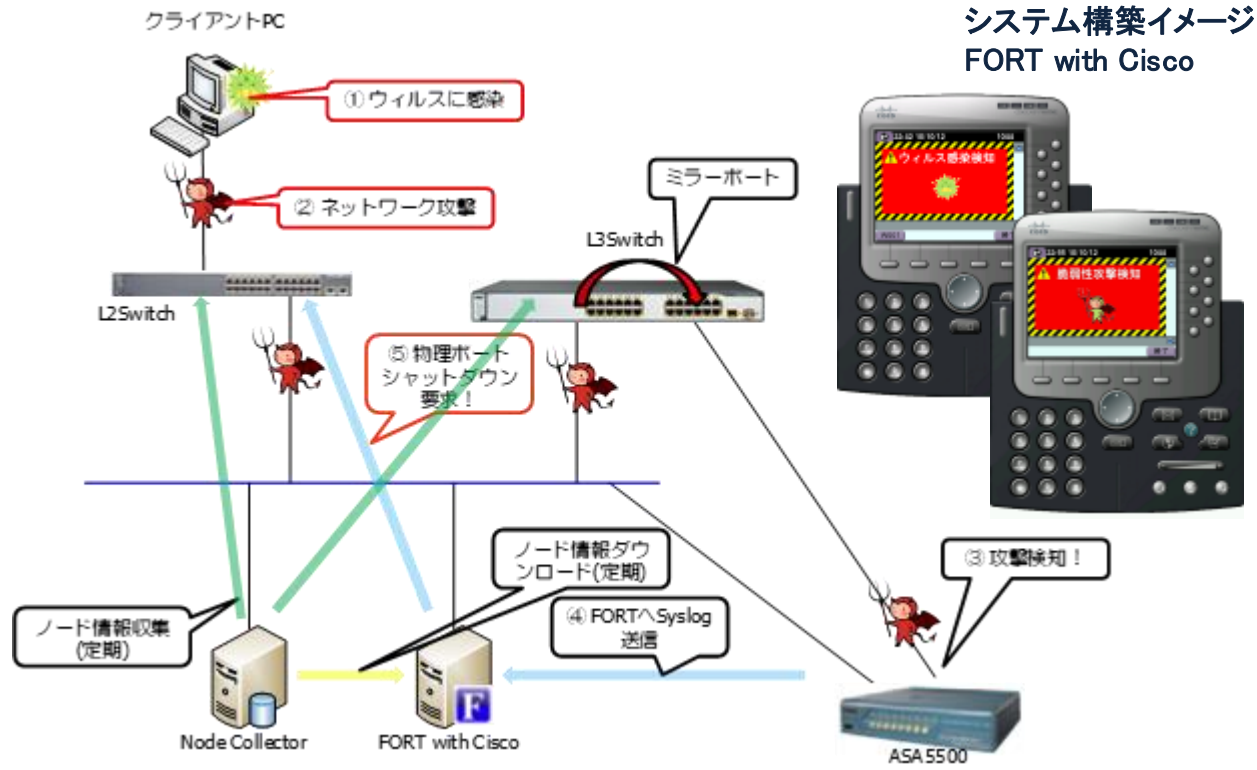 システム構築イメージ
FORT with Cisco
クライアントPC
① ウィルスに感染
② ネットワーク攻撃
ミラーポート
L3Switch
L2Switch
⑤ 物理ポート
シャットダウン
要求！
ウィルス感染検知
脆弱性攻撃検知
終了
ノード情報ダウ
ンロード(定期)
③ 攻撃検知！
ノード情報収集
(定期)
④ FORTへSyslog
送信
F
Node Collector
FORT with Cisco
ASA5500